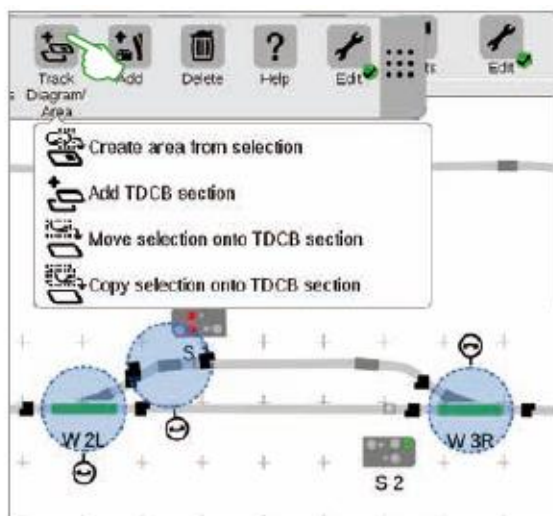 Track Diagram/ Area
Add
Delete
Help
Edit
ts
Edit
s
Create area from selection
Add TDCB section
Move selection onto TDCB section
Copy selection onto TDCB section
S
W 2L
W 3R
S 2